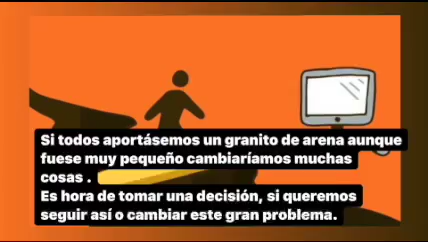 Si todos aportásemos un granito de arena aunque
fuese muy pequeño cambiaríamos muchas
cosas .
Es hora de tomar una decisión, si queremos
seguir así o cambiar este gran problema.